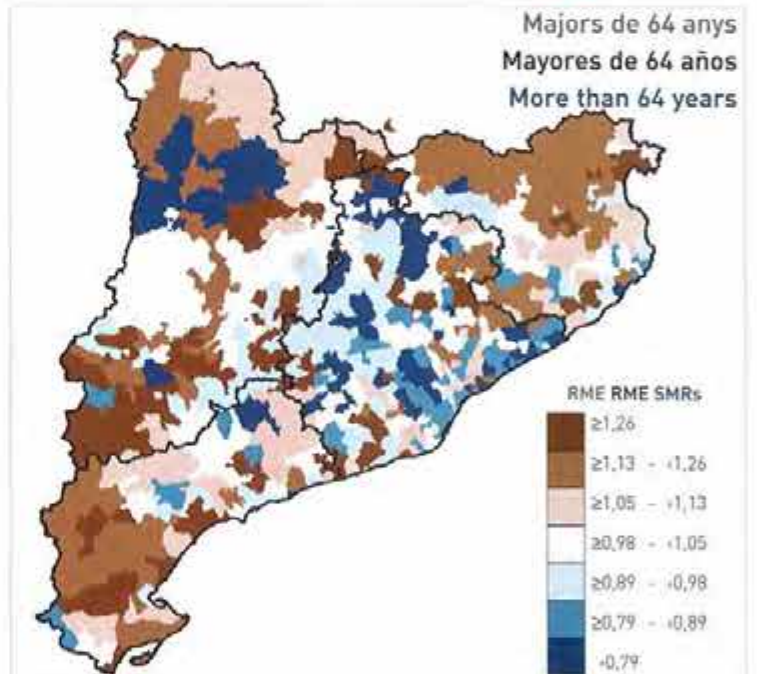 Majors de 64 anys
Mayores de 64 años
More than 64 years
RME RME SMRs
≥1,26
≥1,13 - <1,26
≥1,05 - <1,13
≥0,98 - <1,05
≥0,89 - <0,98
≥0,79 - <0,89
<0,79